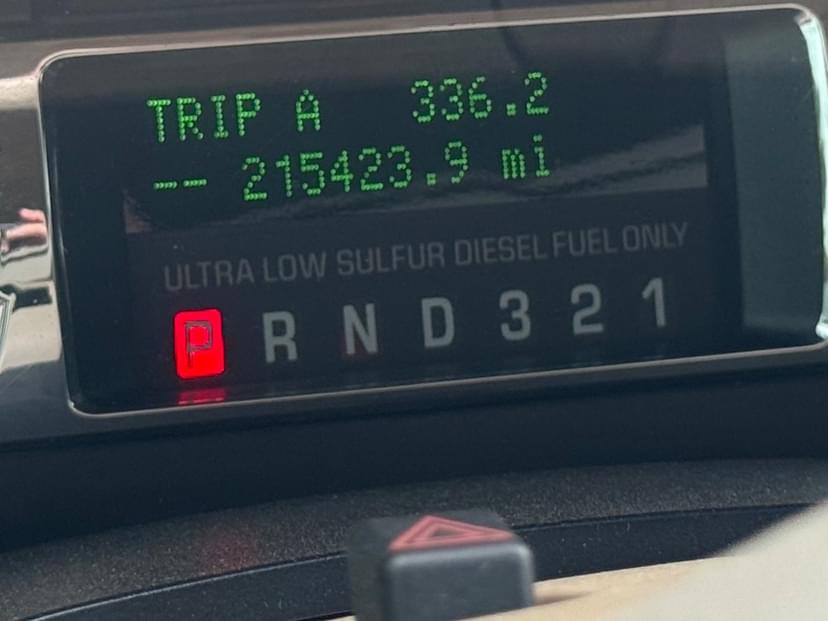 TRIP A 336.2
-- 215423.9 mi
ULTRA LOW SULFUR DIESEL FUEL ONLY
P R N D 3 2 1